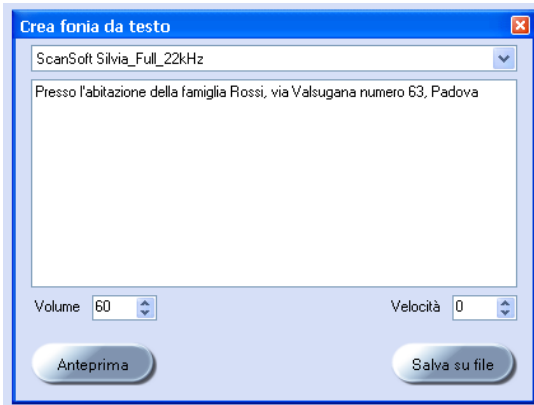 Crea fonia da testo
ScanSoft Silvia_Full_22kHz
Presso l'abitazione della famiglia Rossi, via Valsugana numero 63, Padova
Volume 60 Velocità 0
Anteprima Salva su file